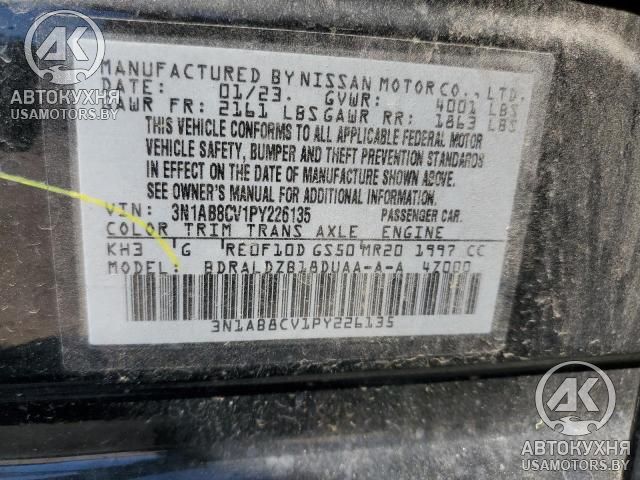 MANUFACTURED BY NISSAN MOTOR CO., LTD.
DATE: 01/23. GVWR: 4001 LBS
GAWR FR: 2161 LBS GAWR RR: 1863 LBS
THIS VEHICLE CONFORMS TO ALL APPLICABLE FEDERAL MOTOR
VEHICLE SAFETY, BUMPER AND THEFT PREVENTION STANDARDS
IN EFFECT ON THE DATE OF MANUFACTURE SHOWN ABOVE.
SEE OWNER'S MANUAL FOR ADDITIONAL INFORMATION.
VIN: 3N1AB8CV1PY226135 PASSENGER CAR.
COLOR TRIM TRANS AXLE ENGINE
KH3 G RE0F10D GS50 MR20 1997 CC
MODEL: BDRALDZB18DUAA-A-A 4Z000
3N1AB8CV1PY226135
АК
АВТОКУХНЯ
USAMOTORS.BY
АК
АВТОКУХНЯ
USAMOTORS.BY